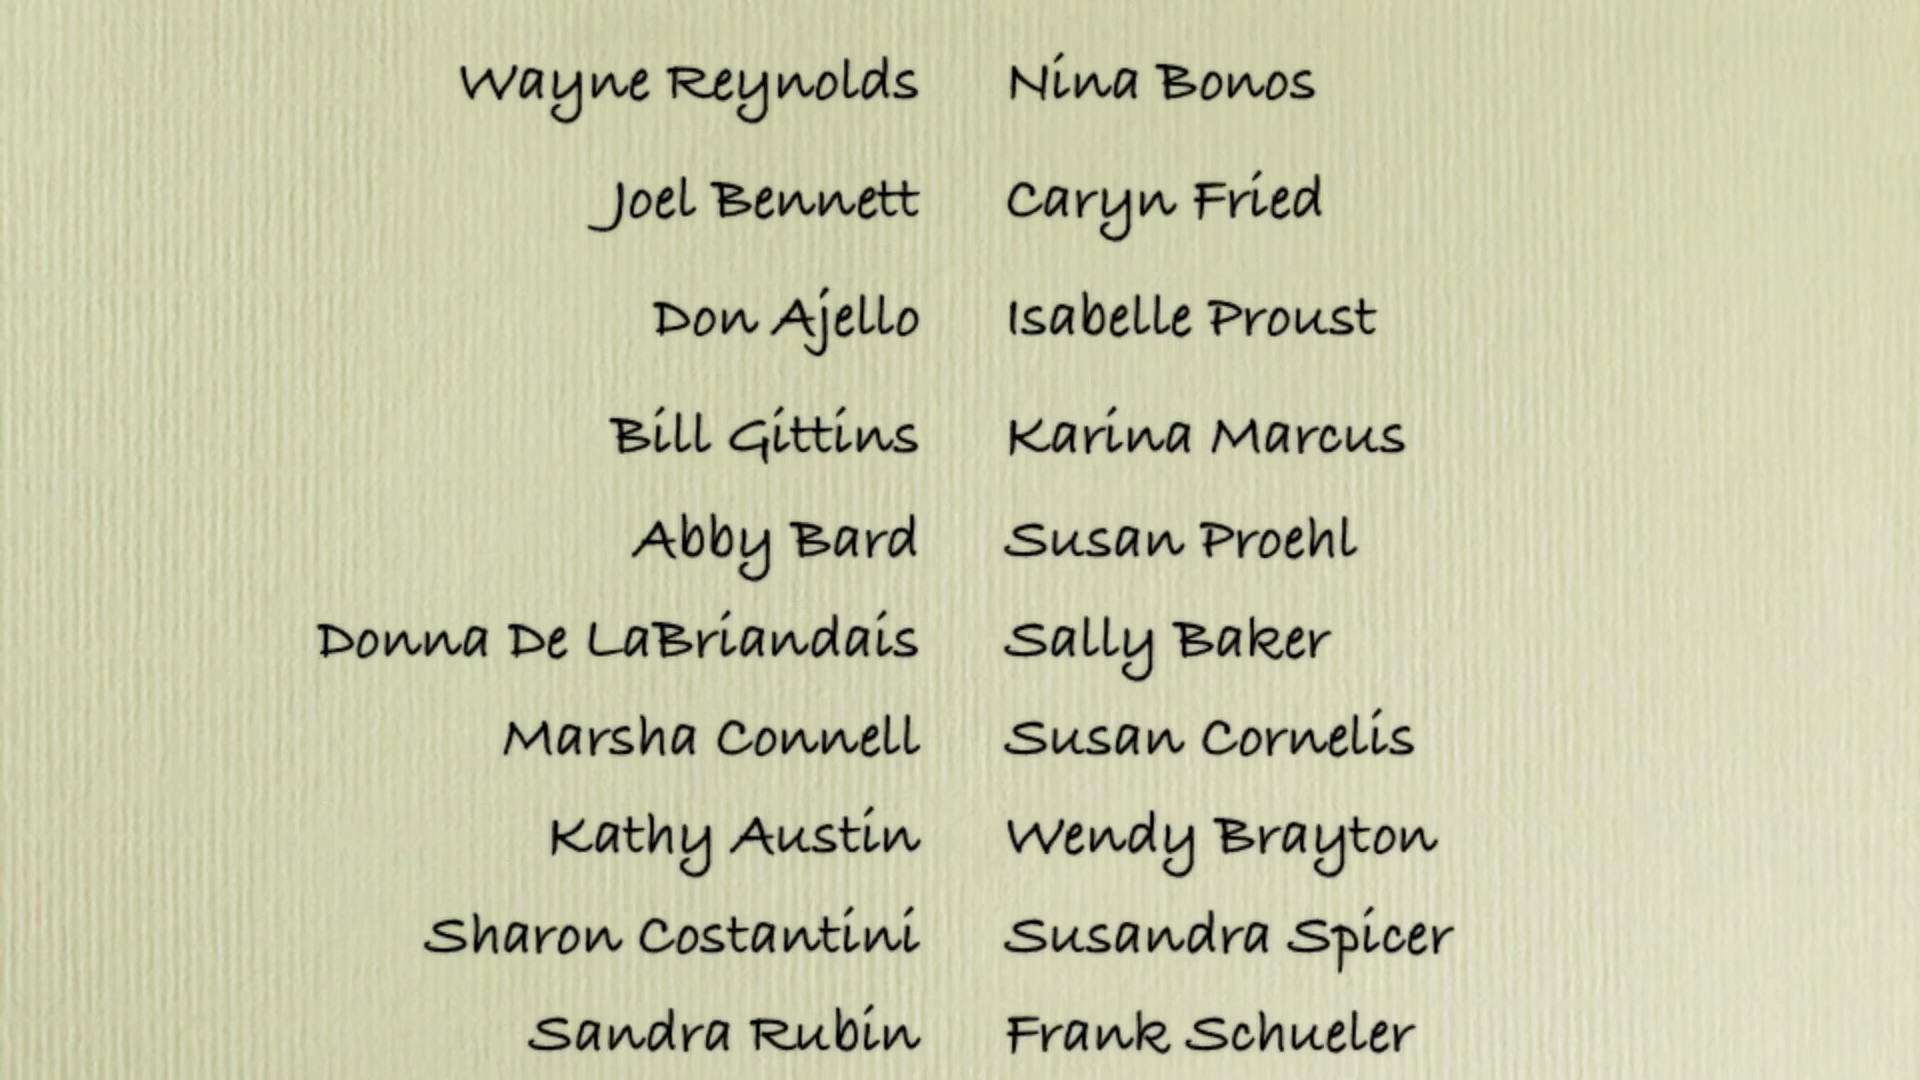 Wayne Reynolds Nina Bonos
Joel Bennett Caryn Fried
Don Ajello Isabelle Proust
Bill Gittins Karina Marcus
Abby Bard Susan Proehl
Donna De LaBriandais Sally Baker
Marsha Connell Susan Cornelis
Kathy Austin Wendy Brayton
Sharon Costantini Susandra Spicer
Sandra Rubin Frank Schueler